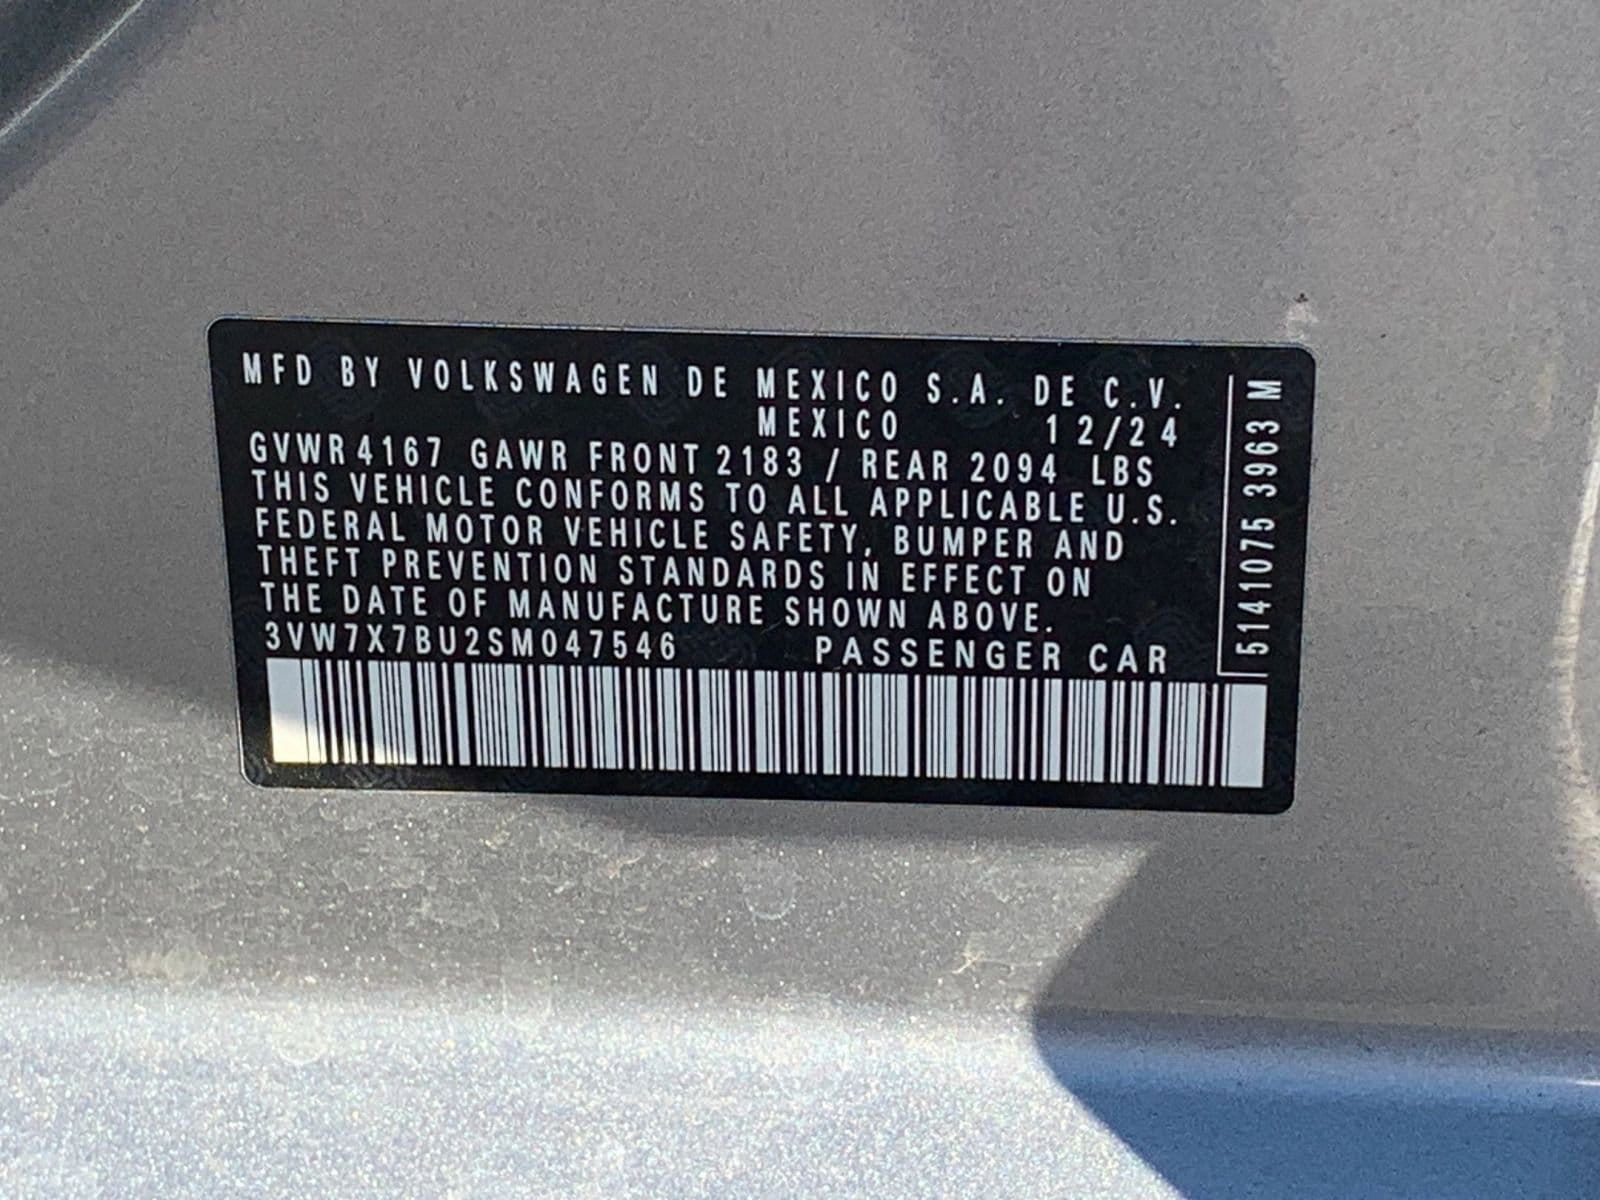 MFD BY VOLKSWAGEN DE MEXICO S.A. DE C.V.
MEXICO 12/24
GVWR 4167 GAWR FRONT 2183 / REAR 2094 LBS
THIS VEHICLE CONFORMS TO ALL APPLICABLE U.S.
FEDERAL MOTOR VEHICLE SAFETY, BUMPER AND
THEFT PREVENTION STANDARDS IN EFFECT ON
THE DATE OF MANUFACTURE SHOWN ABOVE.
3VW7X7BU2SM047546 PASSENGER CAR
5141075 3963 M